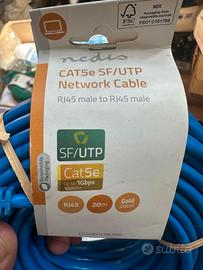 nedis
MIX
FSC
CAT5e SF/UTP
Network Cable
RJ45 male to RJ45 male
SF/UTP
Cat5e
Up to 1Gbps
RJ45
20m
Gold
plated
subito